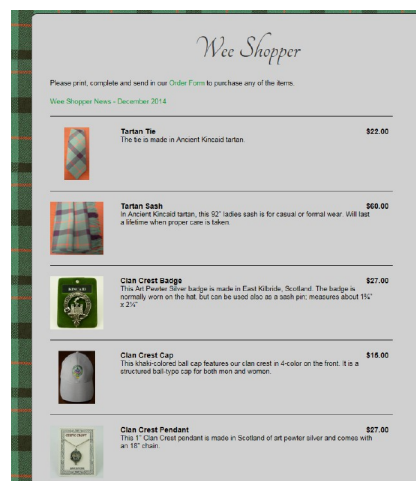 Wee Shopper
Please print, complete and send in our Order Form to purchase any of the items.
Wee Shopper News - December 2014
Tartan Tie $22.00
The tie is made in Ancient Kincaid tartan.
Tartan Sash $60.00
In Ancient Kincaid tartan, this 92" ladies sash is for casual or formal wear. Will last
a lifetime when proper care is taken.
Clan Crest Badge $27.00
This Art Pewter Silver badge is made in East Kilbride, Scotland. The badge is
normally worn on the hat, but can be used also as a sash pin; measures about 1¾"
x 2¼"
KINCAID
Clan Crest Cap $15.00
This khaki-colored ball cap features our clan crest in 4-color on the front. It is a
structured ball-type cap for both men and women.
Clan Crest Pendant $27.00
This 1" Clan Crest pendant is made in Scotland of art pewter silver and comes with
an 18" chain.